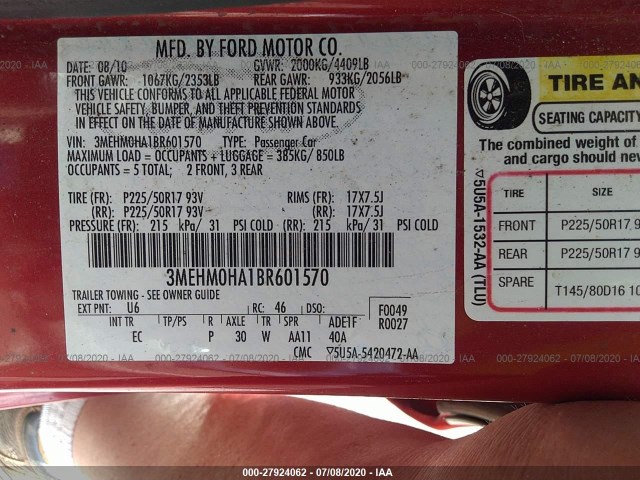 MFD. BY FORD MOTOR CO.
DATE: 08/10 GVWR: 2000KG/4409LB
FRONT GAWR: 1067KG/2353LB REAR GAWR: 933KG/2056LB
THIS VEHICLE CONFORMS TO ALL APPLICABLE FEDERAL MOTOR
VEHICLE SAFETY, BUMPER, AND THEFT PREVENTION STANDARDS
IN EFFECT ON THE DATE OF MANUFACTURE SHOWN ABOVE.
VIN: 3MEHM0HA1BR601570 TYPE: Passenger Car
MAXIMUM LOAD = OCCUPANTS + LUGGAGE = 385KG/850LB
OCCUPANTS = 5 TOTAL; 2 FRONT, 3 REAR
TIRE (FR): P225/50R17 93V RIMS (FR): 17X7.5J
(RR): P225/50R17 93V (RR): 17X7.5J
PRESSURE (FR): 215 kPa/ 31 PSI COLD (RR): 215 kPa/ 31 PSI COLD
3MEHM0HA1BR601570
TRAILER TOWING - SEE OWNER GUIDE
EXT PNT: U6 RC: 46 DSO: F0049
R0027
INT TR TP/PS R AXLE TR SPR ADE1F
EC P 30 W AA11 40A
CMC ▽5U5A-5420472-AA
TIRE AN
SEATING CAPACITY
The combined weight of
and cargo should nev
▽5U5A-1532-AA (TLU)
TIRE SIZE
FRONT P225/50R17 93
REAR P225/50R17 9
SPARE T145/80D16 10
000-27924062 - 07/08/2020 - IAA